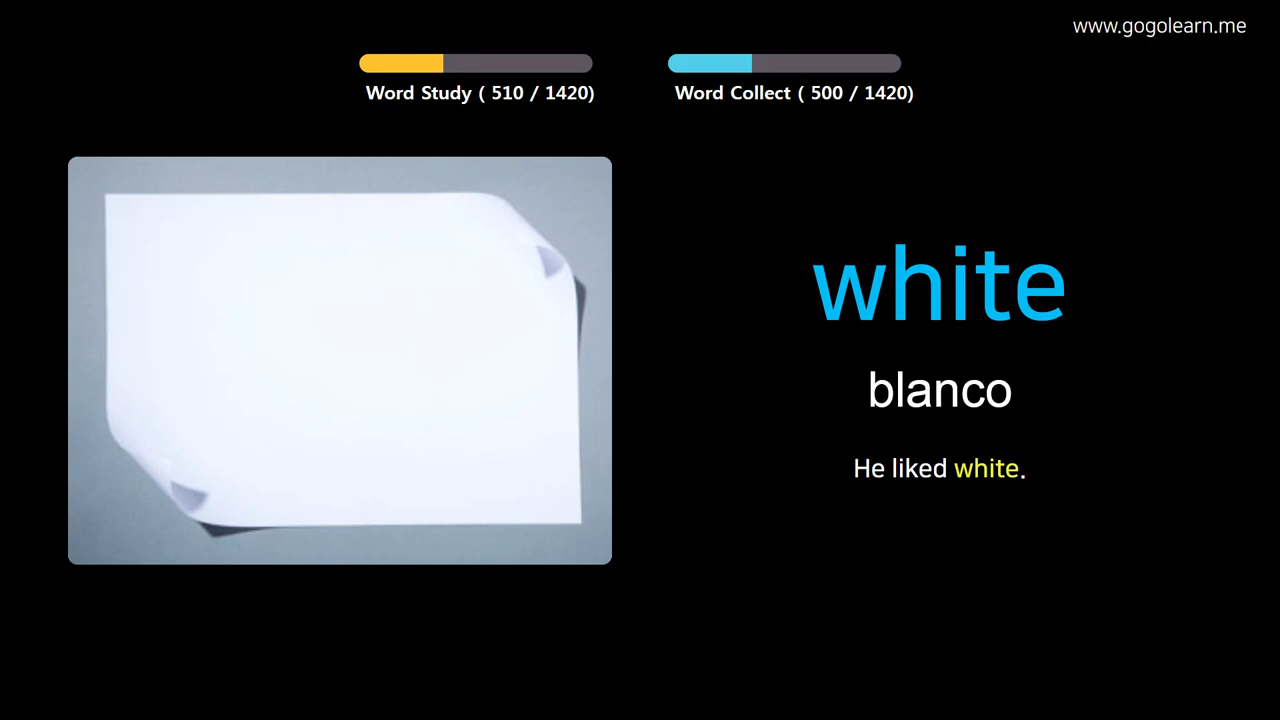 www.gogolearn.me
Word Study ( 510 / 1420)
Word Collect ( 500 / 1420)
white
blanco
He liked white.